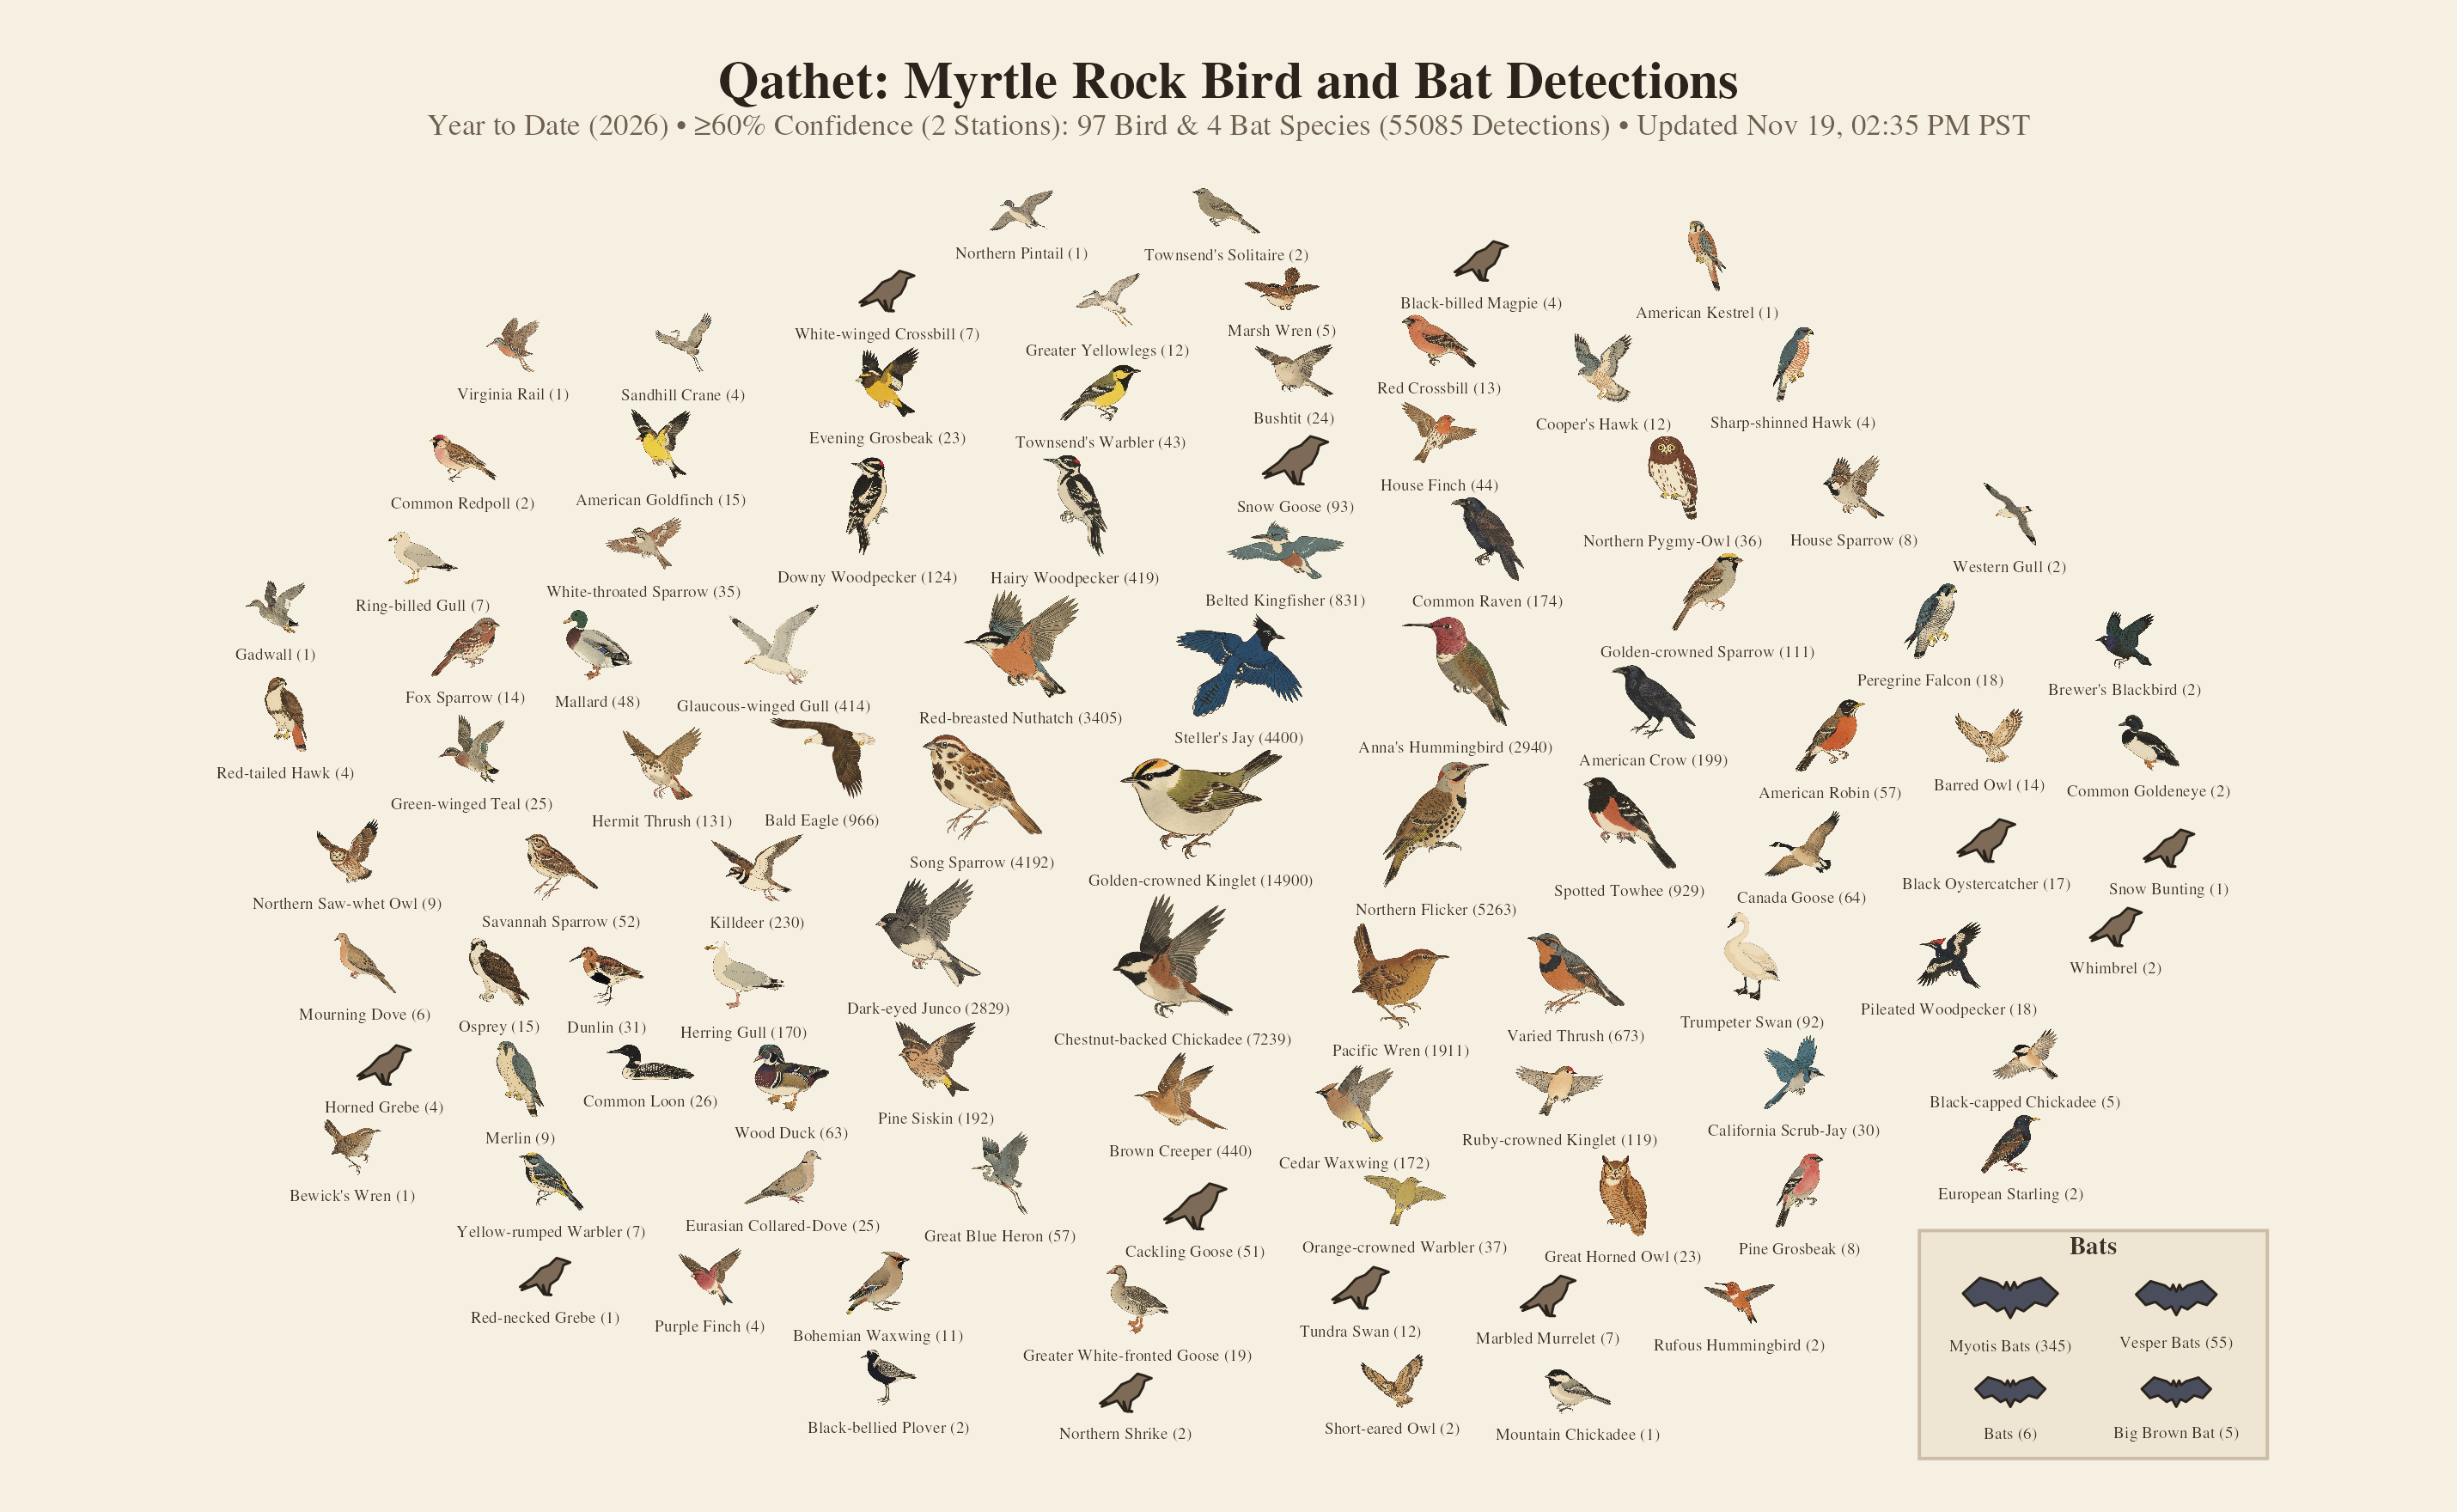 Qathet: Myrtle Rock Bird and Bat Detections
Year to Date (2026) • ≥60% Confidence (2 Stations): 97 Bird & 4 Bat Species (55085 Detections) • Updated Nov 19, 02:35 PM PST
Northern Pintail (1)
Townsend's Solitaire (2)
Black-billed Magpie (4)
American Kestrel (1)
White-winged Crossbill (7)
Greater Yellowlegs (12)
Marsh Wren (5)
Red Crossbill (13)
Virginia Rail (1)
Sandhill Crane (4)
Evening Grosbeak (23)
Townsend's Warbler (43)
Bushtit (24)
Cooper's Hawk (12)
Sharp-shinned Hawk (4)
Common Redpoll (2)
American Goldfinch (15)
Snow Goose (93)
House Finch (44)
Northern Pygmy-Owl (36)
House Sparrow (8)
Western Gull (2)
Ring-billed Gull (7)
White-throated Sparrow (35)
Downy Woodpecker (124)
Hairy Woodpecker (419)
Belted Kingfisher (831)
Common Raven (174)
Golden-crowned Sparrow (111)
Gadwall (1)
Fox Sparrow (14)
Mallard (48)
Glaucous-winged Gull (414)
Red-breasted Nuthatch (3405)
Steller's Jay (4400)
Anna's Hummingbird (2940)
American Crow (199)
Peregrine Falcon (18)
Brewer's Blackbird (2)
Red-tailed Hawk (4)
Green-winged Teal (25)
Hermit Thrush (131)
Bald Eagle (966)
Song Sparrow (4192)
Golden-crowned Kinglet (14900)
Northern Flicker (5263)
Spotted Towhee (929)
American Robin (57)
Barred Owl (14)
Common Goldeneye (2)
Northern Saw-whet Owl (9)
Savannah Sparrow (52)
Killdeer (230)
Canada Goose (64)
Black Oystercatcher (17)
Snow Bunting (1)
Mourning Dove (6)
Osprey (15)
Dunlin (31)
Herring Gull (170)
Dark-eyed Junco (2829)
Chestnut-backed Chickadee (7239)
Pacific Wren (1911)
Varied Thrush (673)
Trumpeter Swan (92)
Pileated Woodpecker (18)
Whimbrel (2)
Horned Grebe (4)
Merlin (9)
Common Loon (26)
Wood Duck (63)
Pine Siskin (192)
Brown Creeper (440)
Cedar Waxwing (172)
Ruby-crowned Kinglet (119)
California Scrub-Jay (30)
Black-capped Chickadee (5)
Bewick's Wren (1)
Yellow-rumped Warbler (7)
Eurasian Collared-Dove (25)
Great Blue Heron (57)
Cackling Goose (51)
Orange-crowned Warbler (37)
Great Horned Owl (23)
Pine Grosbeak (8)
European Starling (2)
Red-necked Grebe (1)
Purple Finch (4)
Bohemian Waxwing (11)
Greater White-fronted Goose (19)
Tundra Swan (12)
Marbled Murrelet (7)
Rufous Hummingbird (2)
Black-bellied Plover (2)
Northern Shrike (2)
Short-eared Owl (2)
Mountain Chickadee (1)
Bats
Myotis Bats (345)
Vesper Bats (55)
Bats (6)
Big Brown Bat (5)